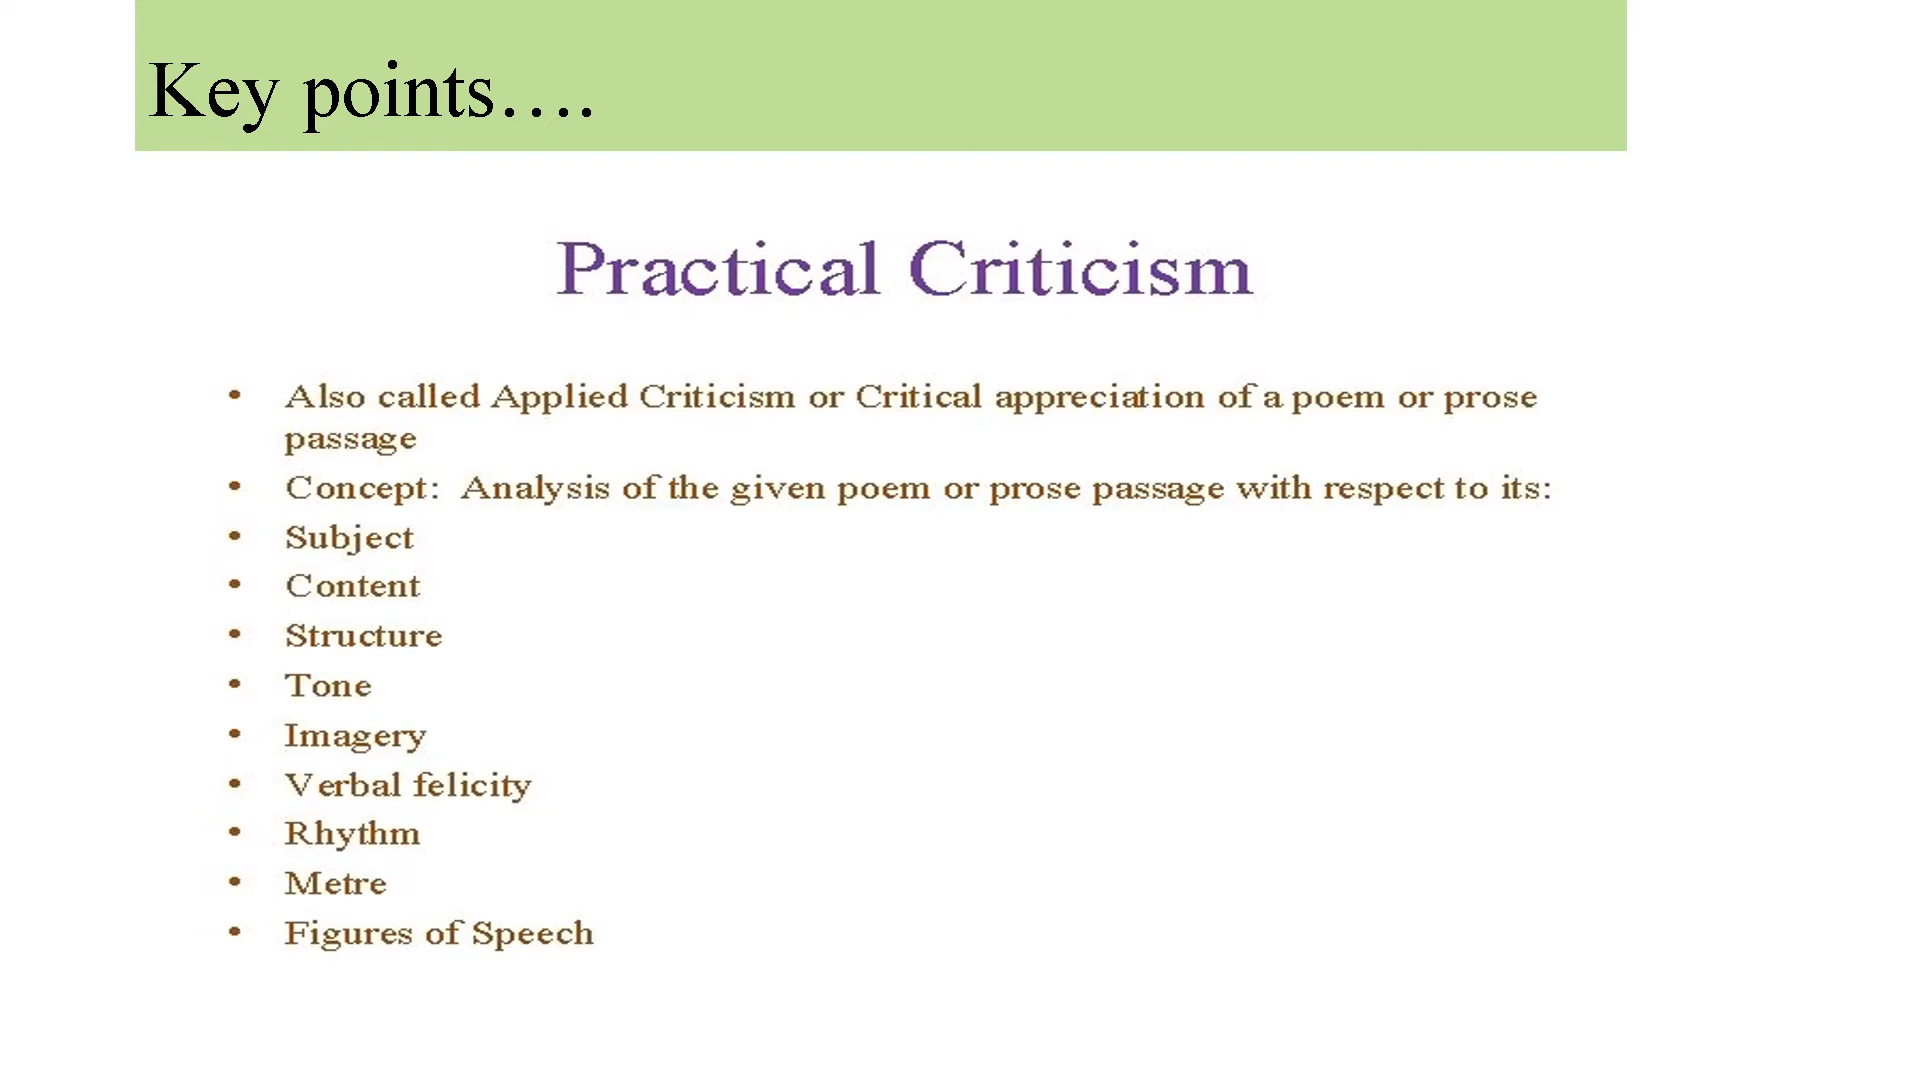 Key points….
Practical Criticism
• Also called Applied Criticism or Critical appreciation of a poem or prose
passage
• Concept: Analysis of the given poem or prose passage with respect to its:
• Subject
• Content
• Structure
• Tone
• Imagery
• Verbal felicity
• Rhythm
• Metre
• Figures of Speech